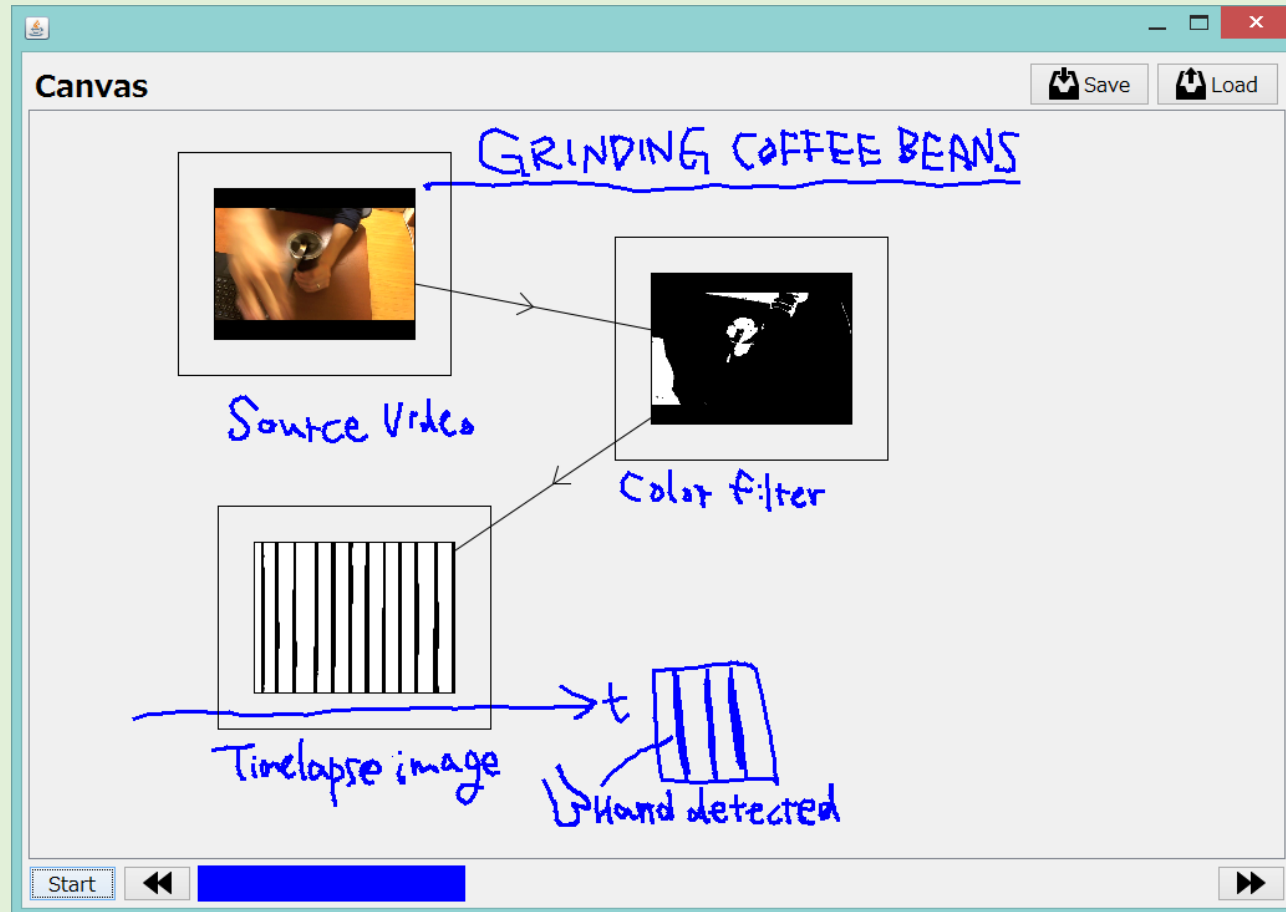 Canvas
Save
Load
GRINDING COFFEE BEANS
Source Video
Color Filter
t
Timelapse image
Hand detected
Start